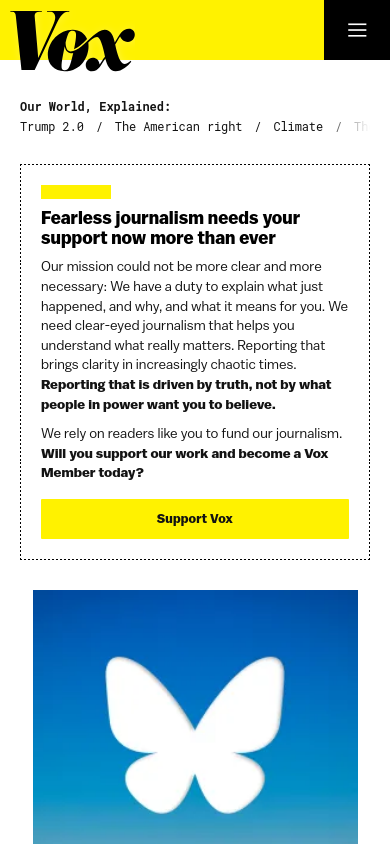 Vox
Our World, Explained:
Trump 2.0 / The American right / Climate / Th
Fearless journalism needs your
support now more than ever
Our mission could not be more clear and more
necessary: We have a duty to explain what just
happened, and why, and what it means for you. We
need clear-eyed journalism that helps you
understand what really matters. Reporting that
brings clarity in increasingly chaotic times.
Reporting that is driven by truth, not by what
people in power want you to believe.
We rely on readers like you to fund our journalism.
Will you support our work and become a Vox
Member today?
Support Vox